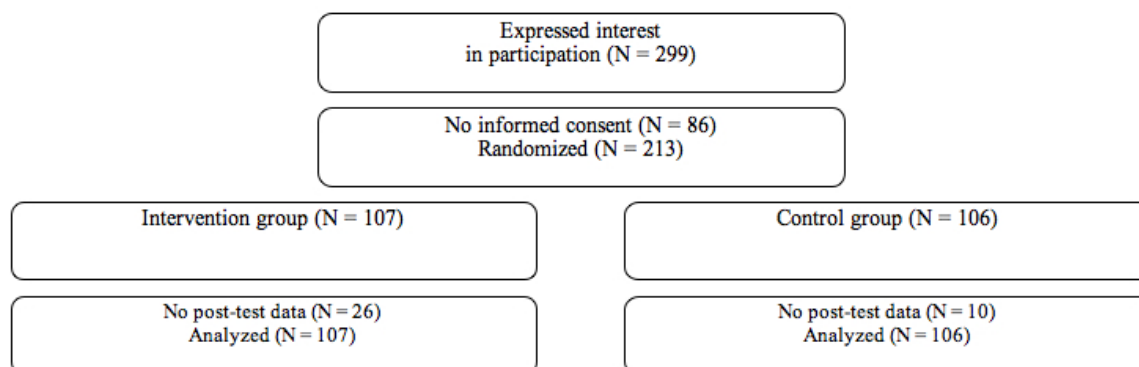 Expressed interest
in participation (N = 299)
No informed consent (N = 86)
Randomized (N = 213)
Intervention group (N = 107)
Control group (N = 106)
No post-test data (N = 26)
Analyzed (N = 107)
No post-test data (N = 10)
Analyzed (N = 106)